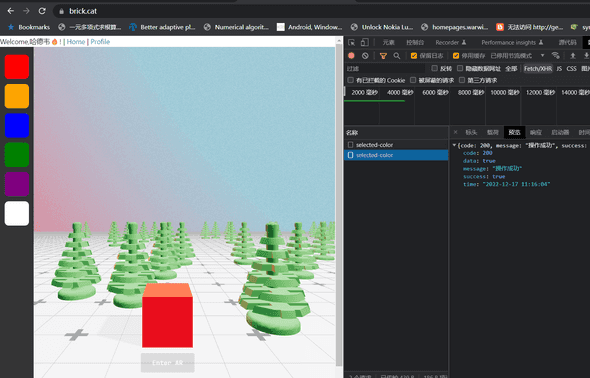 brick.cat
Bookmarks 一元多项式求根算... Better adaptive pl... Numerical algorit... Android, Window... Unlock Nokia Lu... homepages.warwi... 无法访问 http://ge...
Welcome,哈德韦 🔥! | Home | Profile
元素 控制台 Recorder Performance insights 源代码
保留日志 停用缓存 已停用节流模式
过滤 反转 隐藏数据网址 全部 Fetch/XHR JS CSS
有已拦截的 Cookie 被屏蔽的请求 第三方请求
2000 毫秒 4000 毫秒 6000 毫秒 8000 毫秒 10000 毫秒 12000 毫秒 14000
名称 × 标头 载荷 预览 响应 启动器 时间
selected-color
selected-color
{code: 200, message: "操作成功", success:
code: 200
data: true
message: "操作成功"
success: true
time: "2022-12-17 11:16:04"
Enter AR